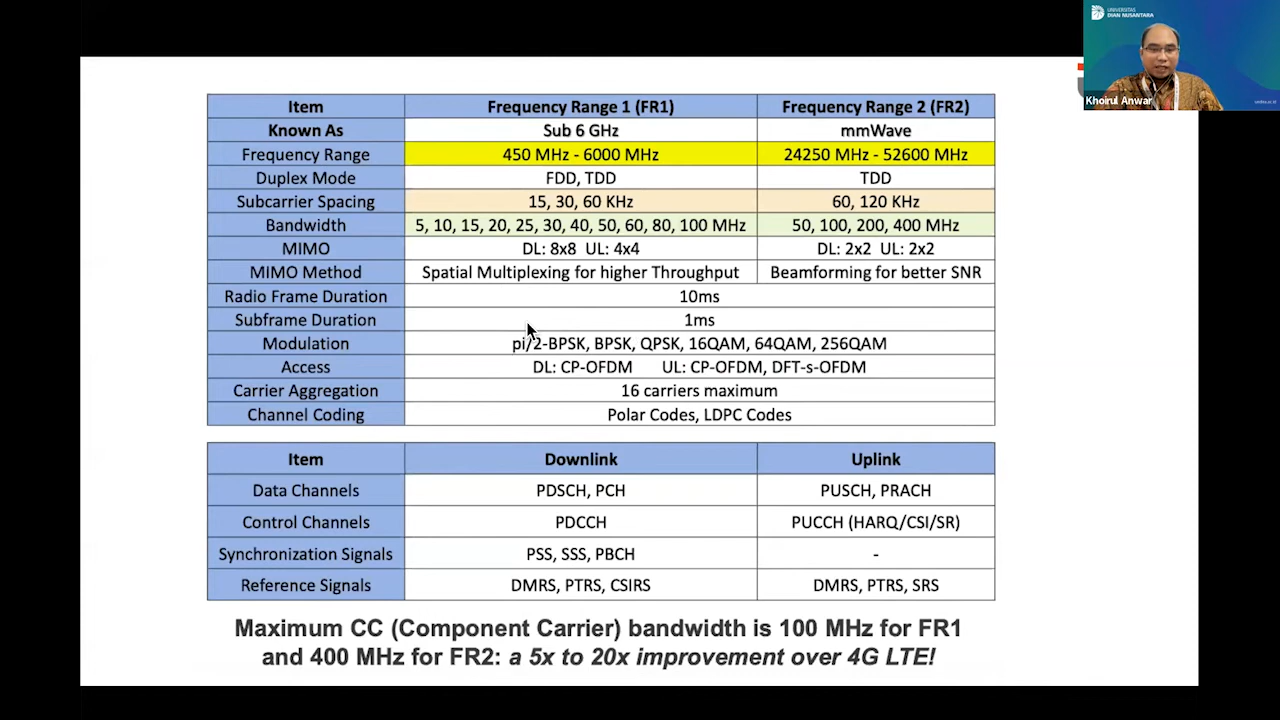 UNIVERSITAS
DIAN NUSANTARA
Khoirul Anwar
Item Frequency Range 1 (FR1) Frequency Range 2 (FR2)
Known As Sub 6 GHz mmWave
Frequency Range 450 MHz - 6000 MHz 24250 MHz - 52600 MHz
Duplex Mode FDD, TDD TDD
Subcarrier Spacing 15, 30, 60 KHz 60, 120 KHz
Bandwidth 5, 10, 15, 20, 25, 30, 40, 50, 60, 80, 100 MHz 50, 100, 200, 400 MHz
MIMO DL: 8x8 UL: 4x4 DL: 2x2 UL: 2x2
MIMO Method Spatial Multiplexing for higher Throughput Beamforming for better SNR
Radio Frame Duration 10ms
Subframe Duration 1ms
Modulation pi/2-BPSK, BPSK, QPSK, 16QAM, 64QAM, 256QAM
Access DL: CP-OFDM UL: CP-OFDM, DFT-s-OFDM
Carrier Aggregation 16 carriers maximum
Channel Coding Polar Codes, LDPC Codes
Item Downlink Uplink
Data Channels PDSCH, PCH PUSCH, PRACH
Control Channels PDCCH PUCCH (HARQ/CSI/SR)
Synchronization Signals PSS, SSS, PBCH -
Reference Signals DMRS, PTRS, CSIRS DMRS, PTRS, SRS
Maximum CC (Component Carrier) bandwidth is 100 MHz for FR1
and 400 MHz for FR2: a 5x to 20x improvement over 4G LTE!